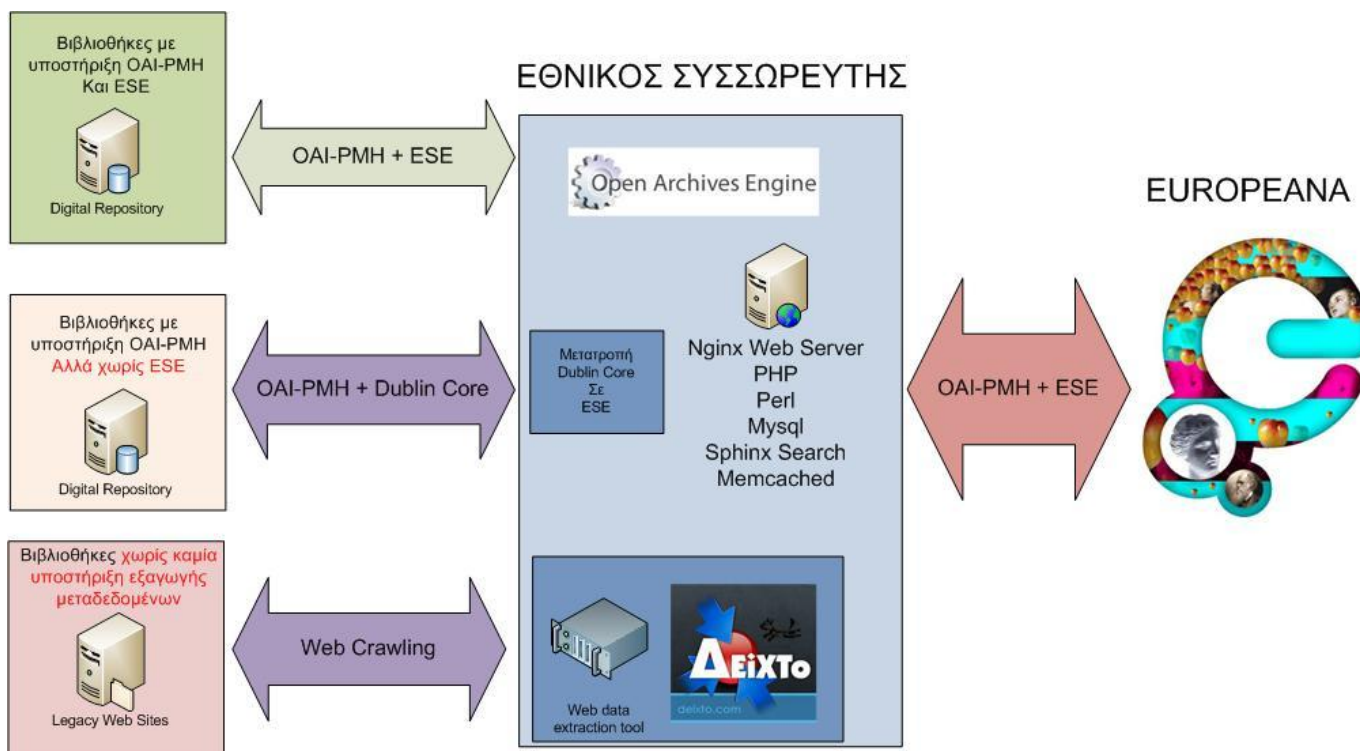 Βιβλιοθήκες με
υποστήριξη OAI-PMH
Και ESE
Digital Repository
OAI-PMH + ESE
ΕΘΝΙΚΟΣ ΣΥΣΣΩΡΕΥΤΗΣ
Open Archives Engine
EUROPEANA
Βιβλιοθήκες με
υποστήριξη OAI-PMH
Αλλά χωρίς ESE
Digital Repository
OAI-PMH + Dublin Core
Μετατροπή
Dublin Core
Σε
ESE
Nginx Web Server
PHP
Perl
Mysql
Sphinx Search
Memcached
OAI-PMH + ESE
Βιβλιοθήκες χωρίς καμία
υποστήριξη εξαγωγής
μεταδεδομένων
Legacy Web Sites
Web Crawling
Web data
extraction tool
ΔEiXTo
deixto.com